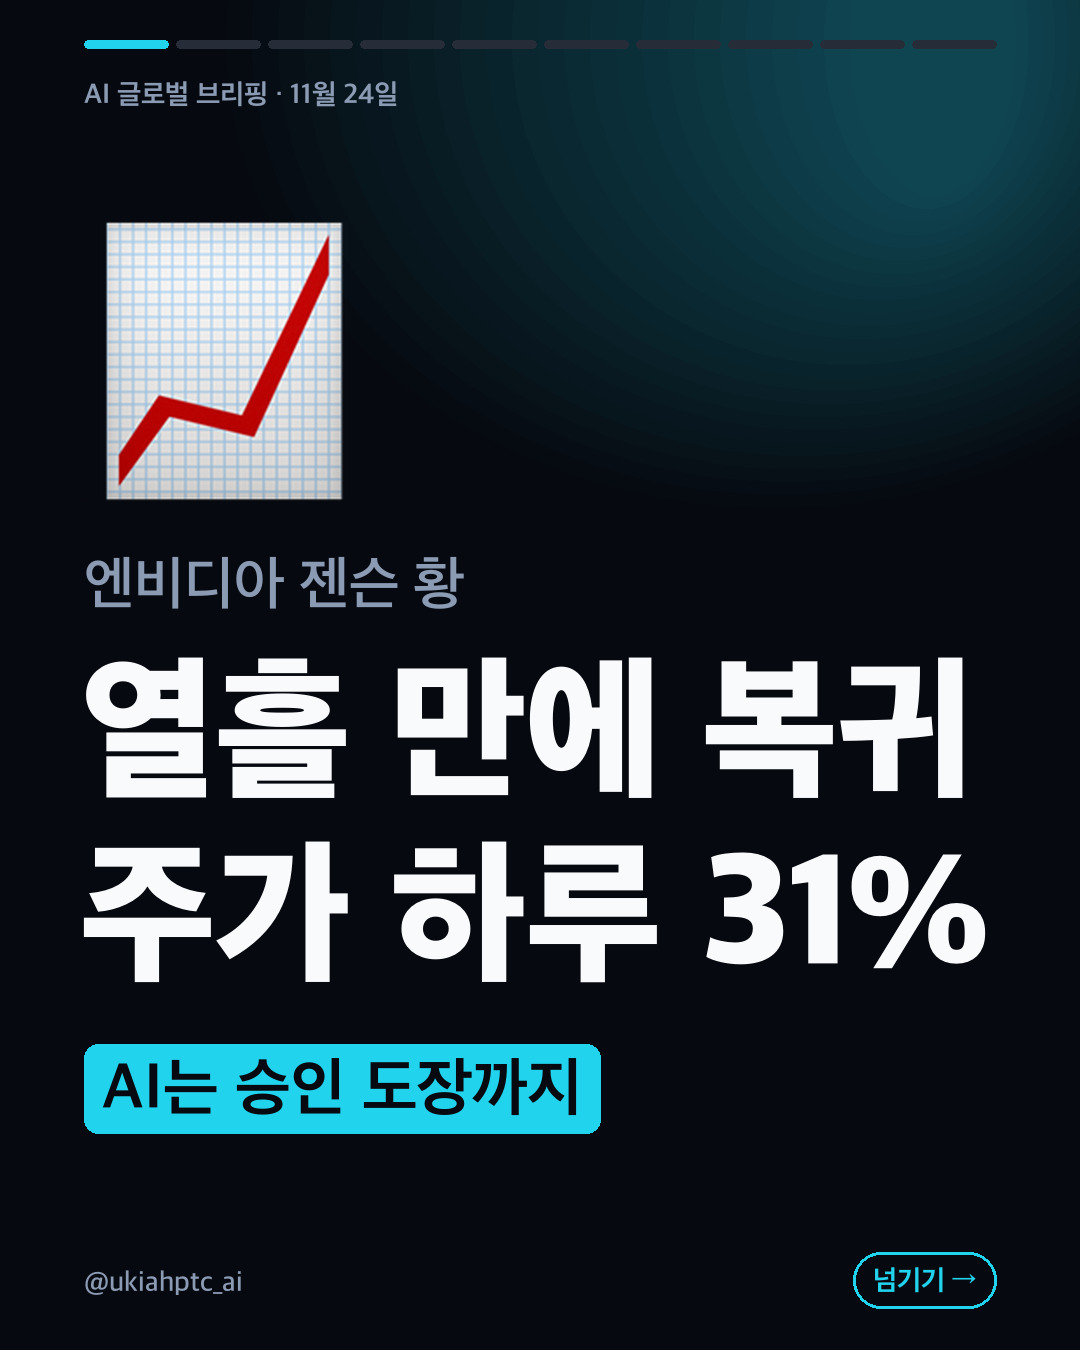 AI 글로벌 브리핑 · 11월 24일
엔비디아 젠슨 황
열흘 만에 복귀
주가 하루 31%
AI는 승인 도장까지
@ukiahptc_ai
넘기기 →